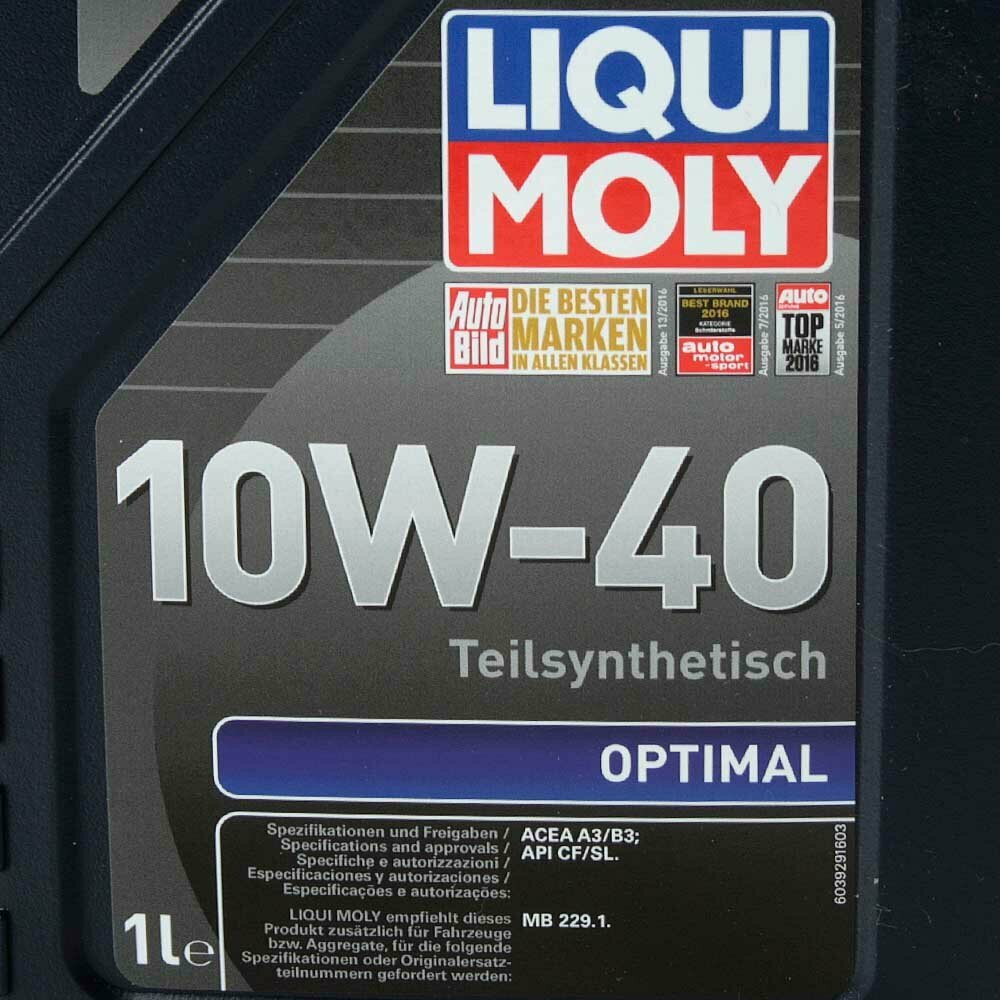 LIQUI
MOLY
Auto
Bild
DIE BESTEN
MARKEN
IN ALLEN KLASSEN
Ausgabe 13/2016
LESERWAHL
BEST BRAND
2016
KATEGORIE
Schmierstoffe
auto
motor
sport
Ausgabe 7/2016
Auto
TOP
MARKE
2016
Ausgabe 5/2016
10W-40
Teilsynthetisch
OPTIMAL
Spezifikationen und Freigaben / ACEA A3/B3;
Specifications and approvals / API CF/SL.
Specifiche e autorizzazioni /
Especificaciones y autorizaciones /
Especificações e autorizações:
LIQUI MOLY empfiehlt dieses MB 229.1.
Produkt zusätzlich für Fahrzeuge
bzw. Aggregate, für die folgende
Spezifikationen oder Originalersatz-
teilnummern gefordert werden:
1L e
6039291603